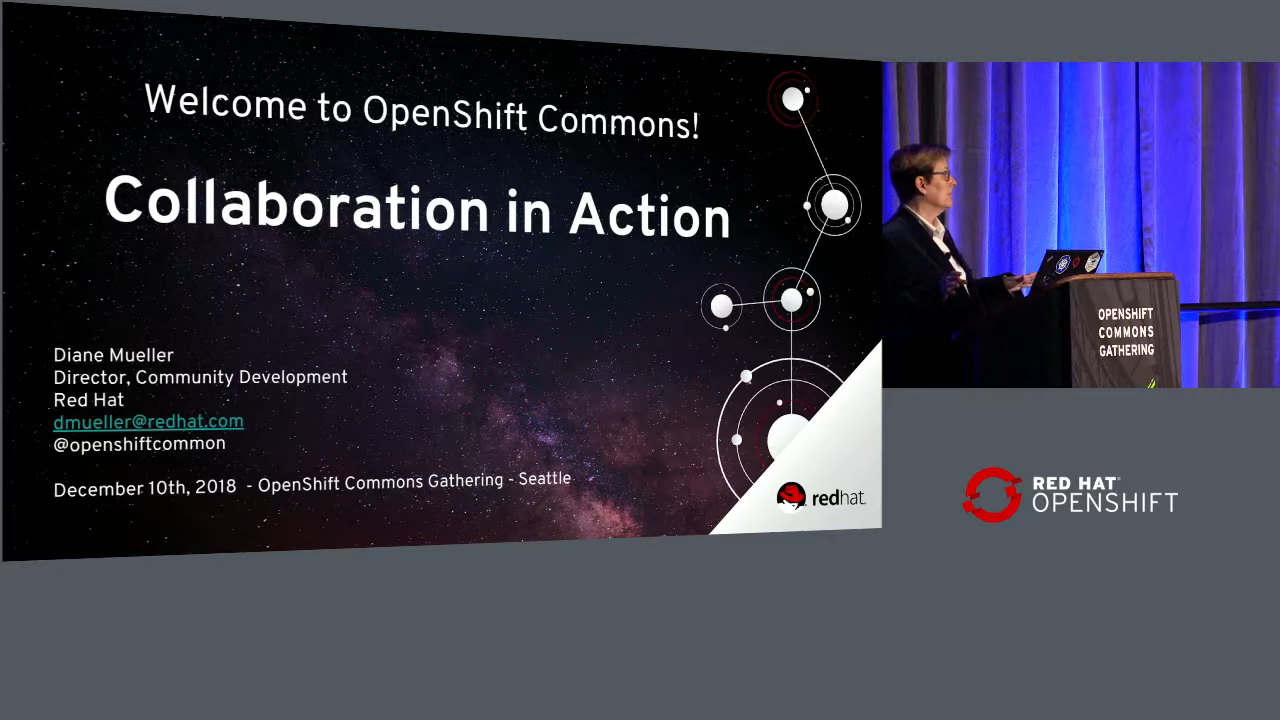 Welcome to OpenShift Commons!
Collaboration in Action
Diane Mueller
Director, Community Development
Red Hat
dmueller@redhat.com
@openshiftcommon
December 10th, 2018 - OpenShift Commons Gathering - Seattle
redhat.
OPENSHIFT
COMMONS
GATHERING
RED HAT
OPENSHIFT